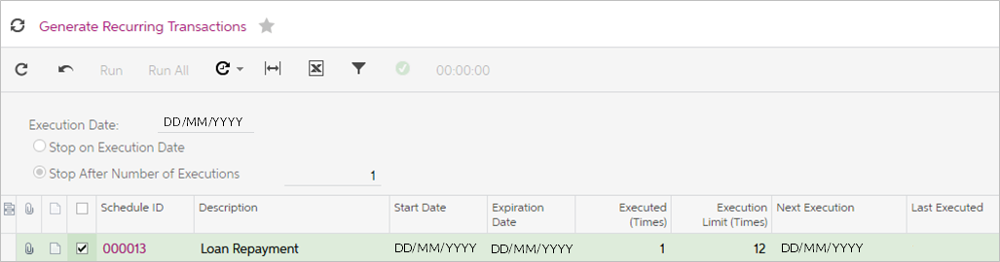 Generate Recurring Transactions
Run Run All 00:00:00
Execution Date: DD/MM/YYYY
Stop on Execution Date
Stop After Number of Executions 1
Schedule ID Description Start Date Expiration Date Executed (Times) Execution Limit (Times) Next Execution Last Executed
000013 Loan Repayment DD/MM/YYYY DD/MM/YYYY 1 12 DD/MM/YYYY